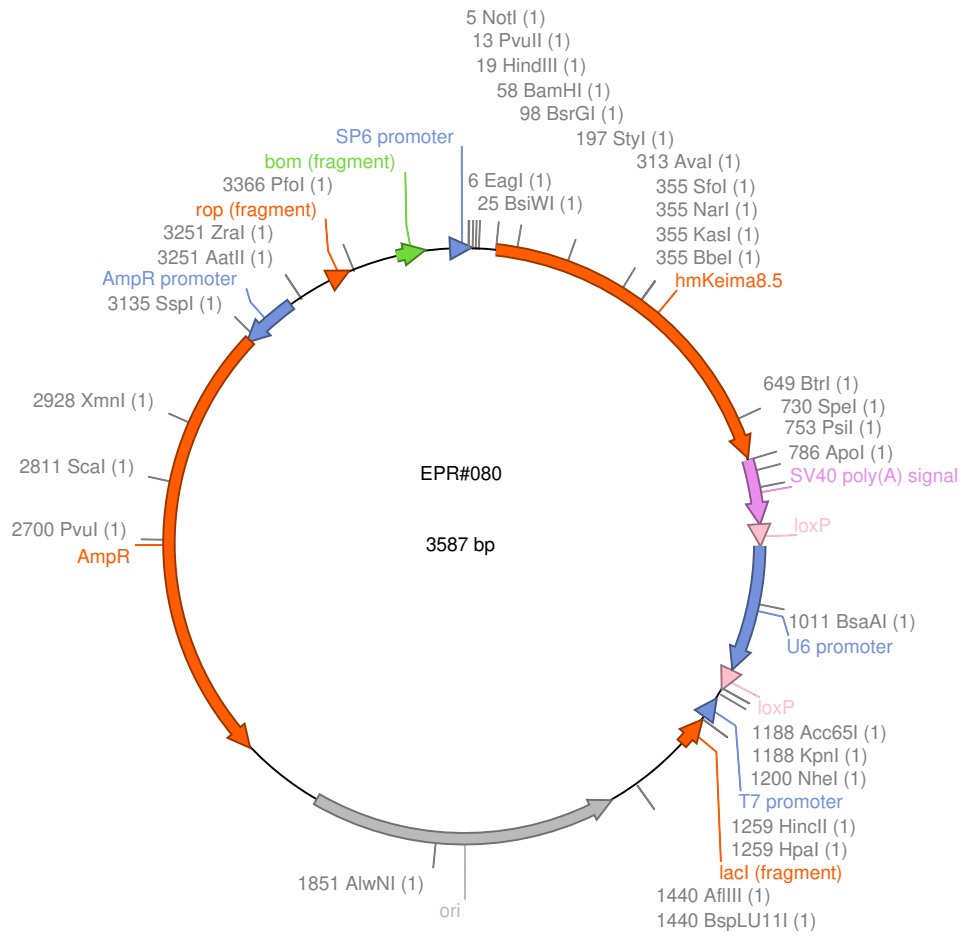 5 NotI (1)
13 PvuII (1)
19 HindIII (1)
58 BamHI (1)
98 BsrGI (1)
SP6 promoter
197 StyI (1)
bom (fragment)
313 AvaI (1)
3366 PfoI (1)
6 EagI (1)
355 SfoI (1)
rop (fragment)
25 BsiWI (1)
355 NarI (1)
3251 ZraI (1)
355 KasI (1)
3251 AatII (1)
355 BbeI (1)
AmpR promoter
hmKeima8.5
3135 SspI (1)
649 BtrI (1)
2928 XmnI (1)
730 SpeI (1)
753 PsiI (1)
786 ApoI (1)
2811 ScaI (1)
EPR#080
SV40 poly(A) signal
2700 PvuI (1)
loxP
AmpR
3587 bp
1011 BsaAI (1)
U6 promoter
loxP
1188 Acc65I (1)
1188 KpnI (1)
1200 NheI (1)
T7 promoter
1259 HincII (1)
1259 HpaI (1)
lacI (fragment)
1851 AlwNI (1)
1440 AflIII (1)
ori
1440 BspLU11I (1)